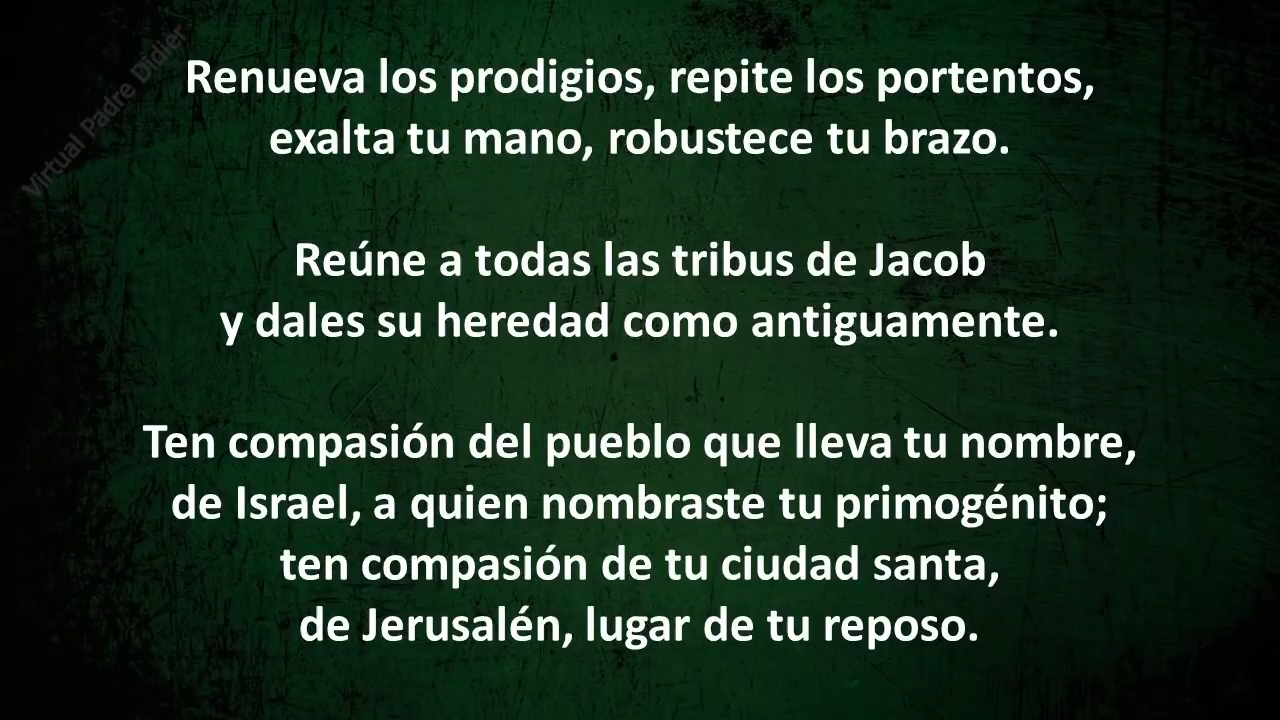 Virtual Padre Didier
Renueva los prodigios, repite los portentos,
exalta tu mano, robustece tu brazo.
Reúne a todas las tribus de Jacob
y dales su heredad como antiguamente.
Ten compasión del pueblo que lleva tu nombre,
de Israel, a quien nombraste tu primogénito;
ten compasión de tu ciudad santa,
de Jerusalén, lugar de tu reposo.